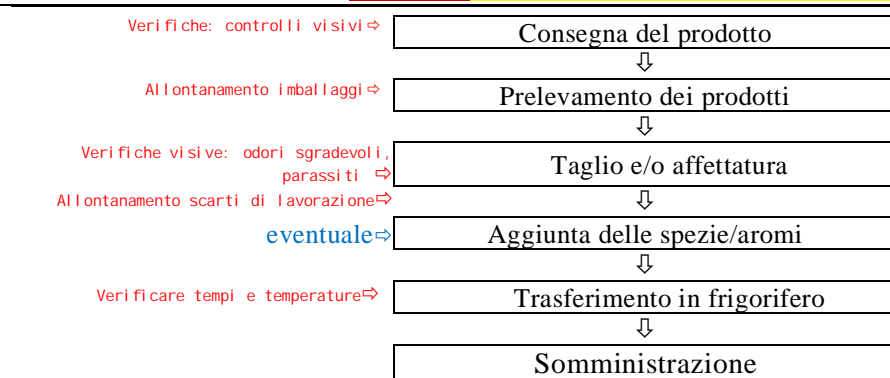 Verifiche: controlli visivi⇨
Consegna del prodotto
⇩
Allontanamento imballaggi⇨
Prelevamento dei prodotti
⇩
Verifiche visive: odori sgradevoli,
parassiti ⇨
Taglio e/o affettatura
Allontanamento scarti di lavorazione⇨
⇩
eventuale⇨
Aggiunta delle spezie/aromi
⇩
Verificare tempi e temperature⇨
Trasferimento in frigorifero
⇩
Somministrazione